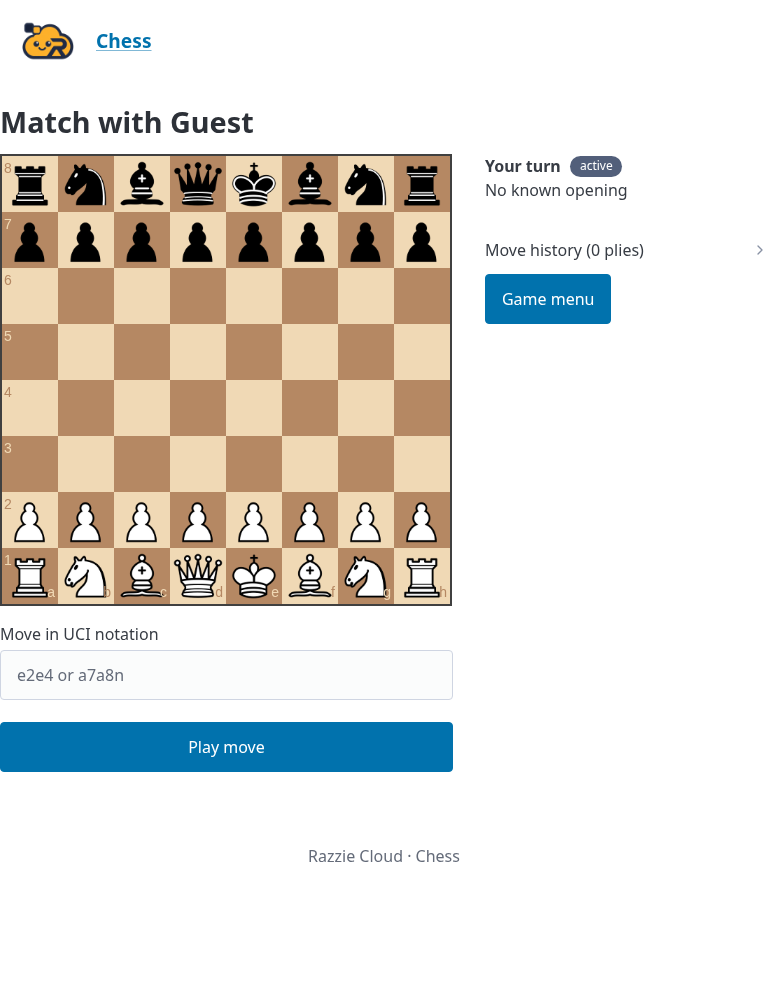 Chess
Match with Guest
8
7
6
5
4
3
2
1
a b c d e f g h
Your turn active
No known opening
Move history (0 plies)
Game menu
Move in UCI notation
e2e4 or a7a8n
Play move
Razzie Cloud · Chess